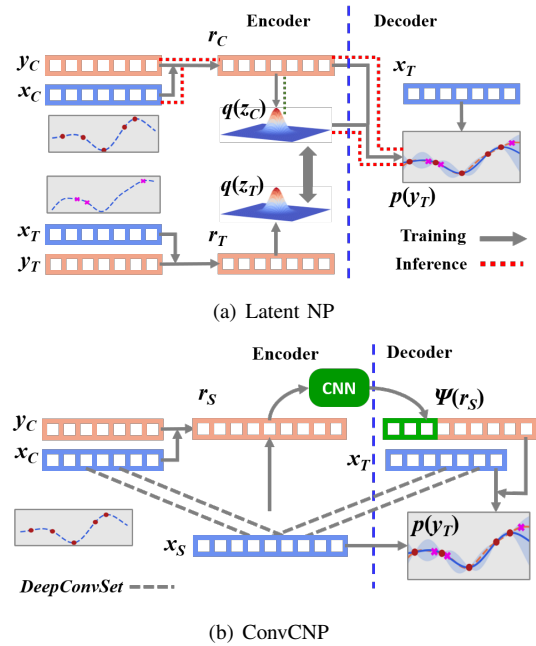 Encoder Decoder
y_C r_C
x_C x_T
q(z_C)
p(y_T)
q(z_T)
x_T r_T
y_T
Training
Inference
(a) Latent NP
Encoder Decoder
CNN
r_S Ψ(r_S)
y_C
x_C x_T
x_S p(y_T)
DeepConvSet
(b) ConvCNP